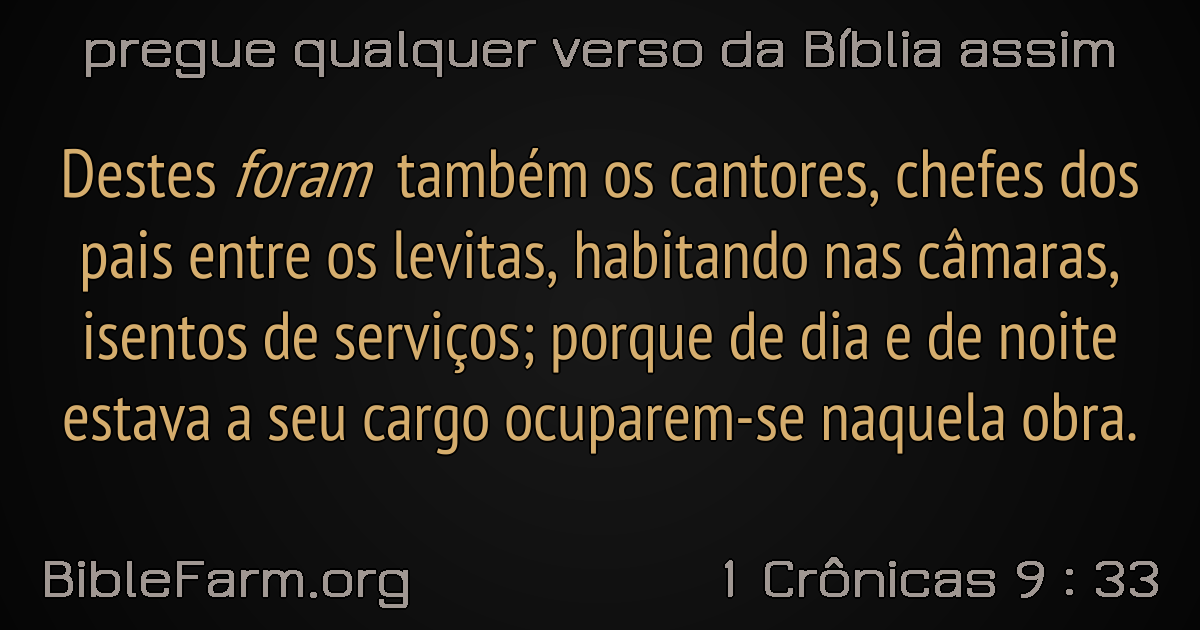 pregue qualquer verso da Bíblia assim
Destes foram também os cantores, chefes dos
pais entre os levitas, habitando nas câmaras,
isentos de serviços; porque de dia e de noite
estava a seu cargo ocuparem-se naquela obra.
BibleFarm.org
1 Crônicas 9 : 33